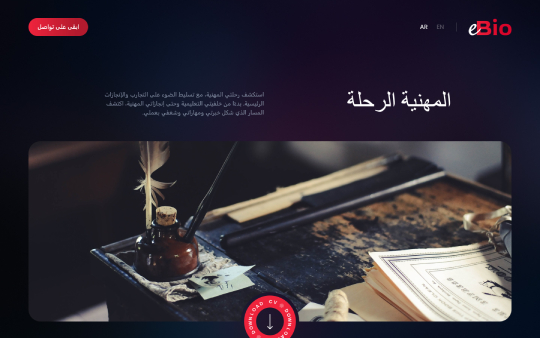 eBio
AR EN
ابقى على تواصل
المهنية الرحلة
استكشف رحلتي المهنية، مع تسليط الضوء على التجارب والإنجازات
الرئيسية. بدءًا من خلفيتي التعليمية وحتى إنجازاتي المهنية. اكتشف
المسار الذي شكل خبرتي ومهاراتي وشغفي بعملي.
DOWNLOAD CV
DOWNLOAD